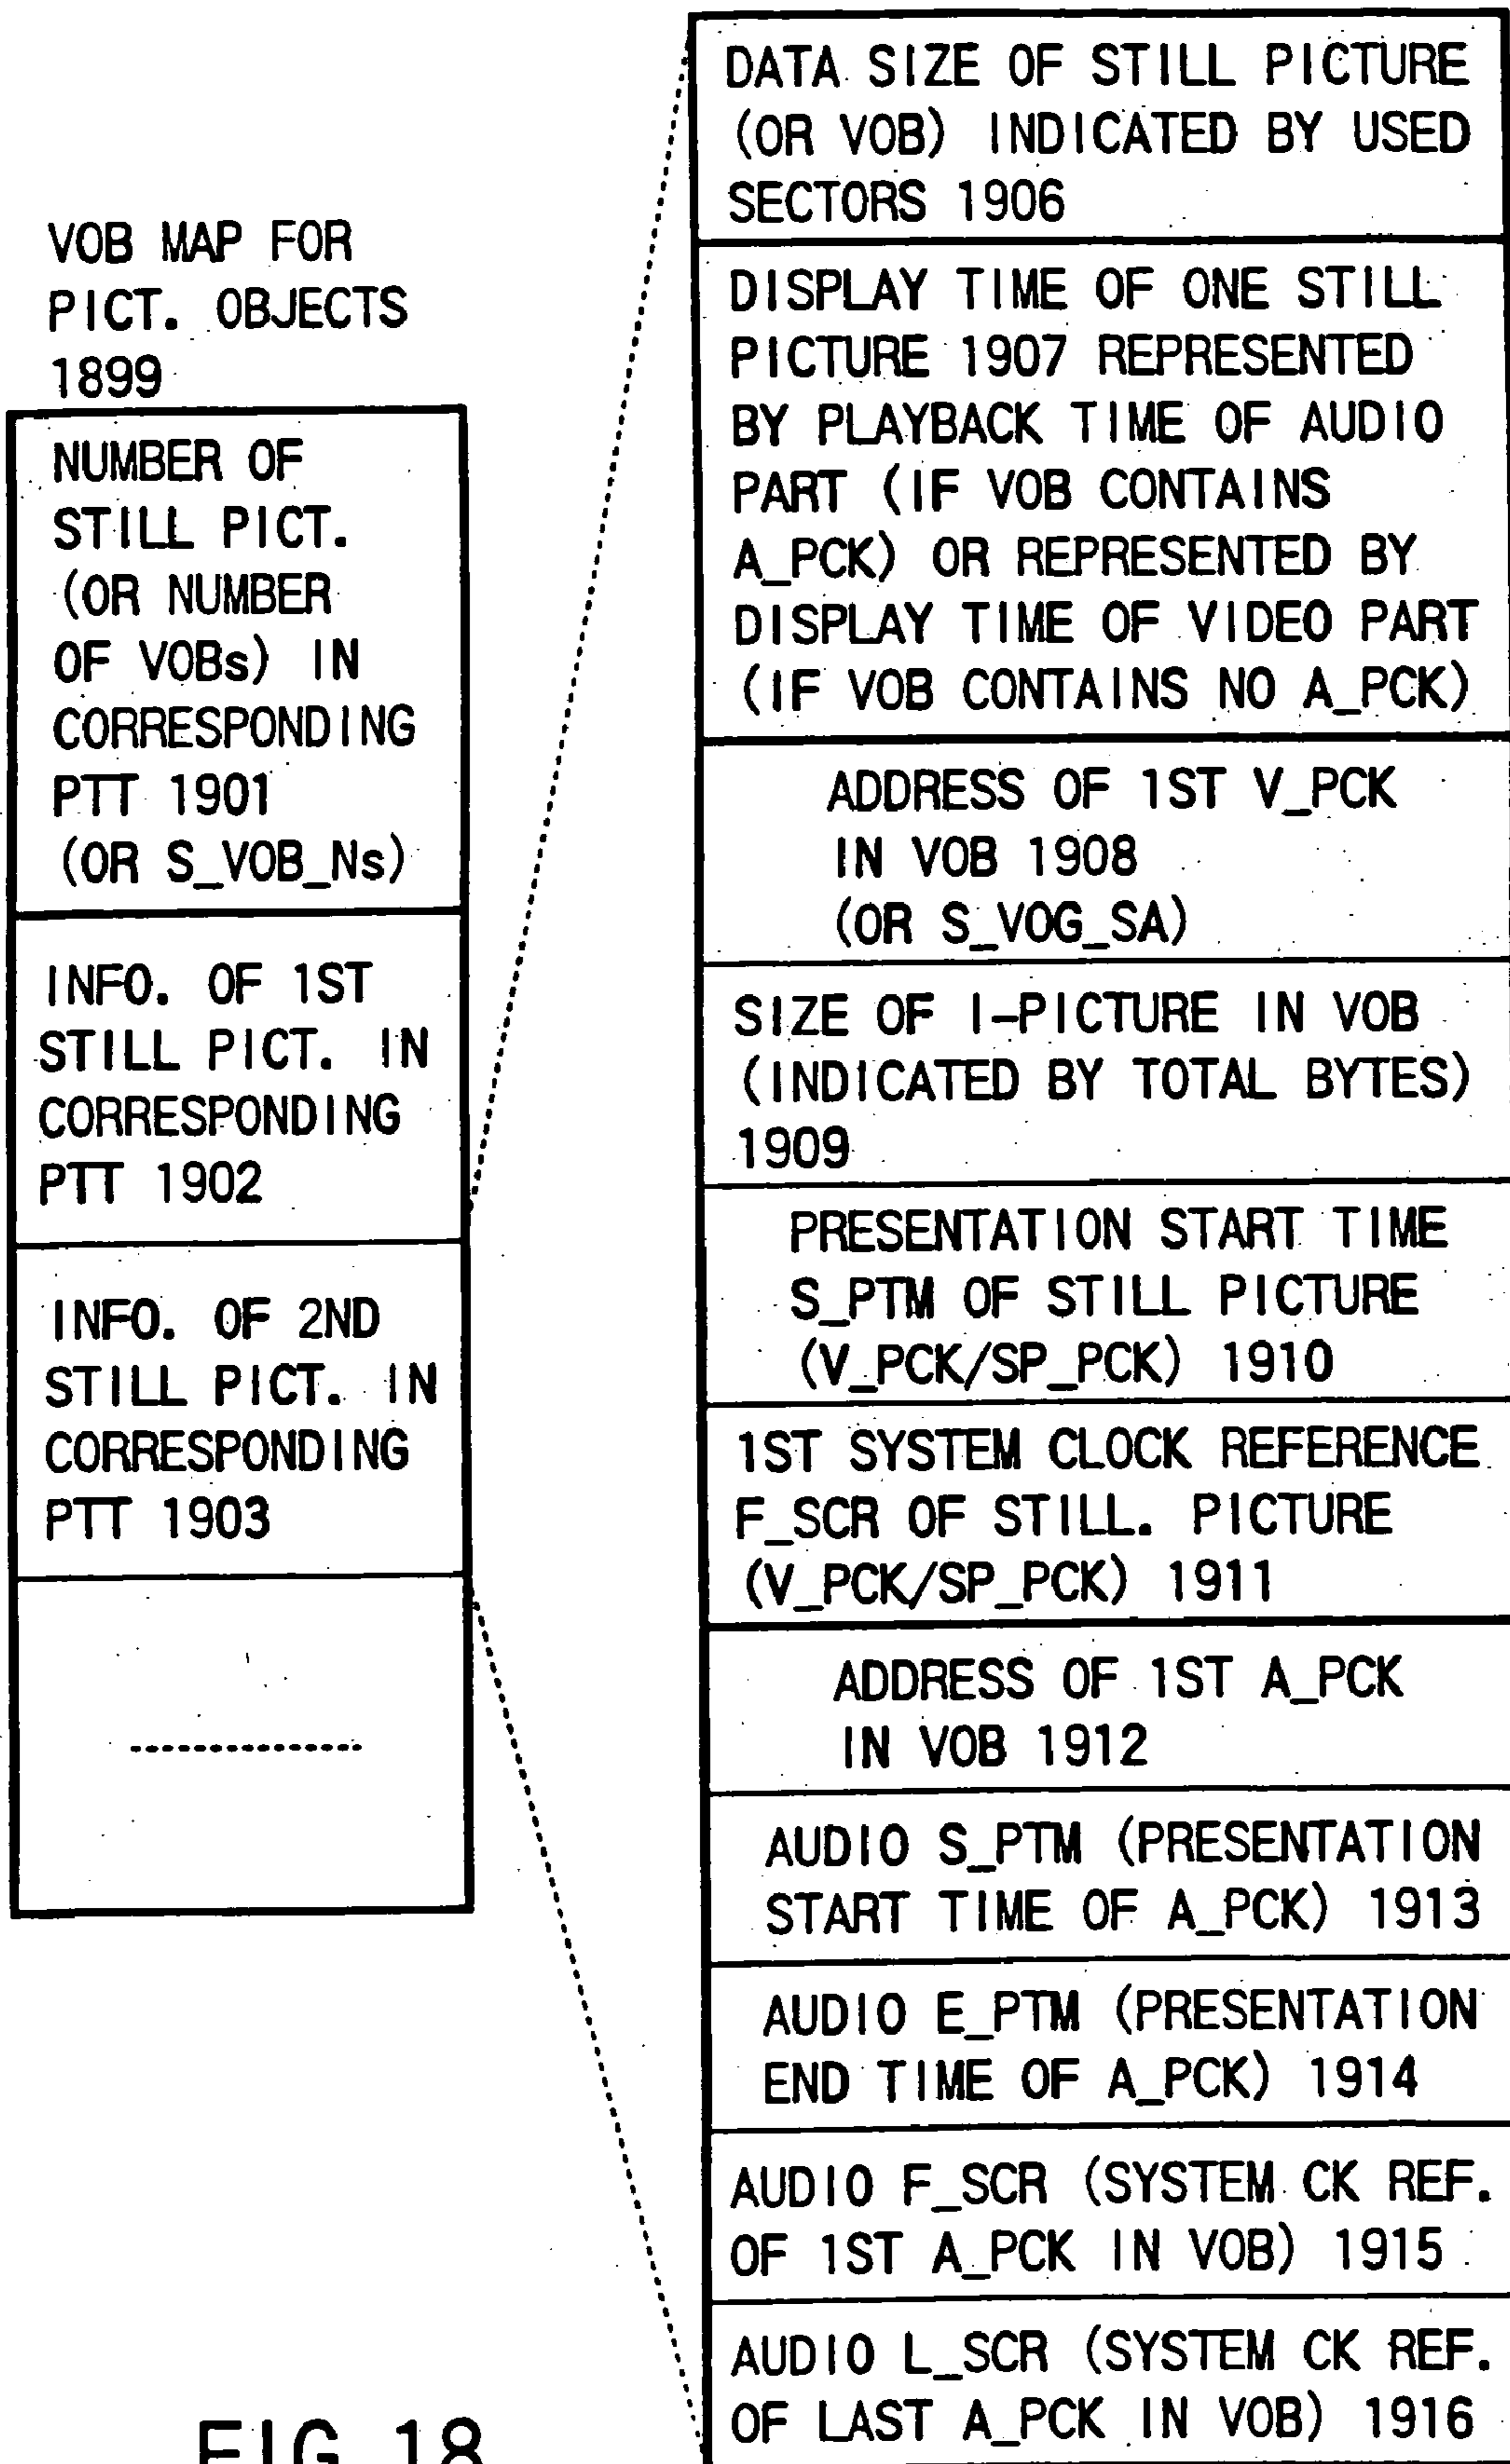 VOB MAP FOR
PICT. OBJECTS
1899
NUMBER OF
STILL PICT.
(OR NUMBER
OF VOBs) IN
CORRESPONDING
PTT 1901
(OR S_VOB_Ns)
INFO. OF 1ST
STILL PICT. IN
CORRESPONDING
PTT 1902
INFO. OF 2ND
STILL PICT. IN
CORRESPONDING
PTT 1903
DATA SIZE OF STILL PICTURE
(OR VOB) INDICATED BY USED
SECTORS 1906
DISPLAY TIME OF ONE STILL
PICTURE 1907 REPRESENTED
BY PLAYBACK TIME OF AUDIO
PART (IF VOB CONTAINS
A_PCK) OR REPRESENTED BY
DISPLAY TIME OF VIDEO PART
(IF VOB CONTAINS NO A_PCK)
ADDRESS OF 1ST V_PCK
IN VOB 1908
(OR S_VOG_SA)
SIZE OF I-PICTURE IN VOB
(INDICATED BY TOTAL BYTES)
1909
PRESENTATION START TIME
S_PTM OF STILL PICTURE
(V_PCK/SP_PCK) 1910
1ST SYSTEM CLOCK REFERENCE
F_SCR OF STILL. PICTURE
(V_PCK/SP_PCK) 1911
ADDRESS OF 1ST A_PCK
IN VOB 1912
AUDIO S_PTM (PRESENTATION
START TIME OF A_PCK) 1913
AUDIO E_PTM (PRESENTATION
END TIME OF A_PCK) 1914
AUDIO F_SCR (SYSTEM CK REF.
OF 1ST A_PCK IN VOB) 1915
AUDIO L_SCR (SYSTEM CK REF.
OF LAST A_PCK IN VOB) 1916
FIG. 18